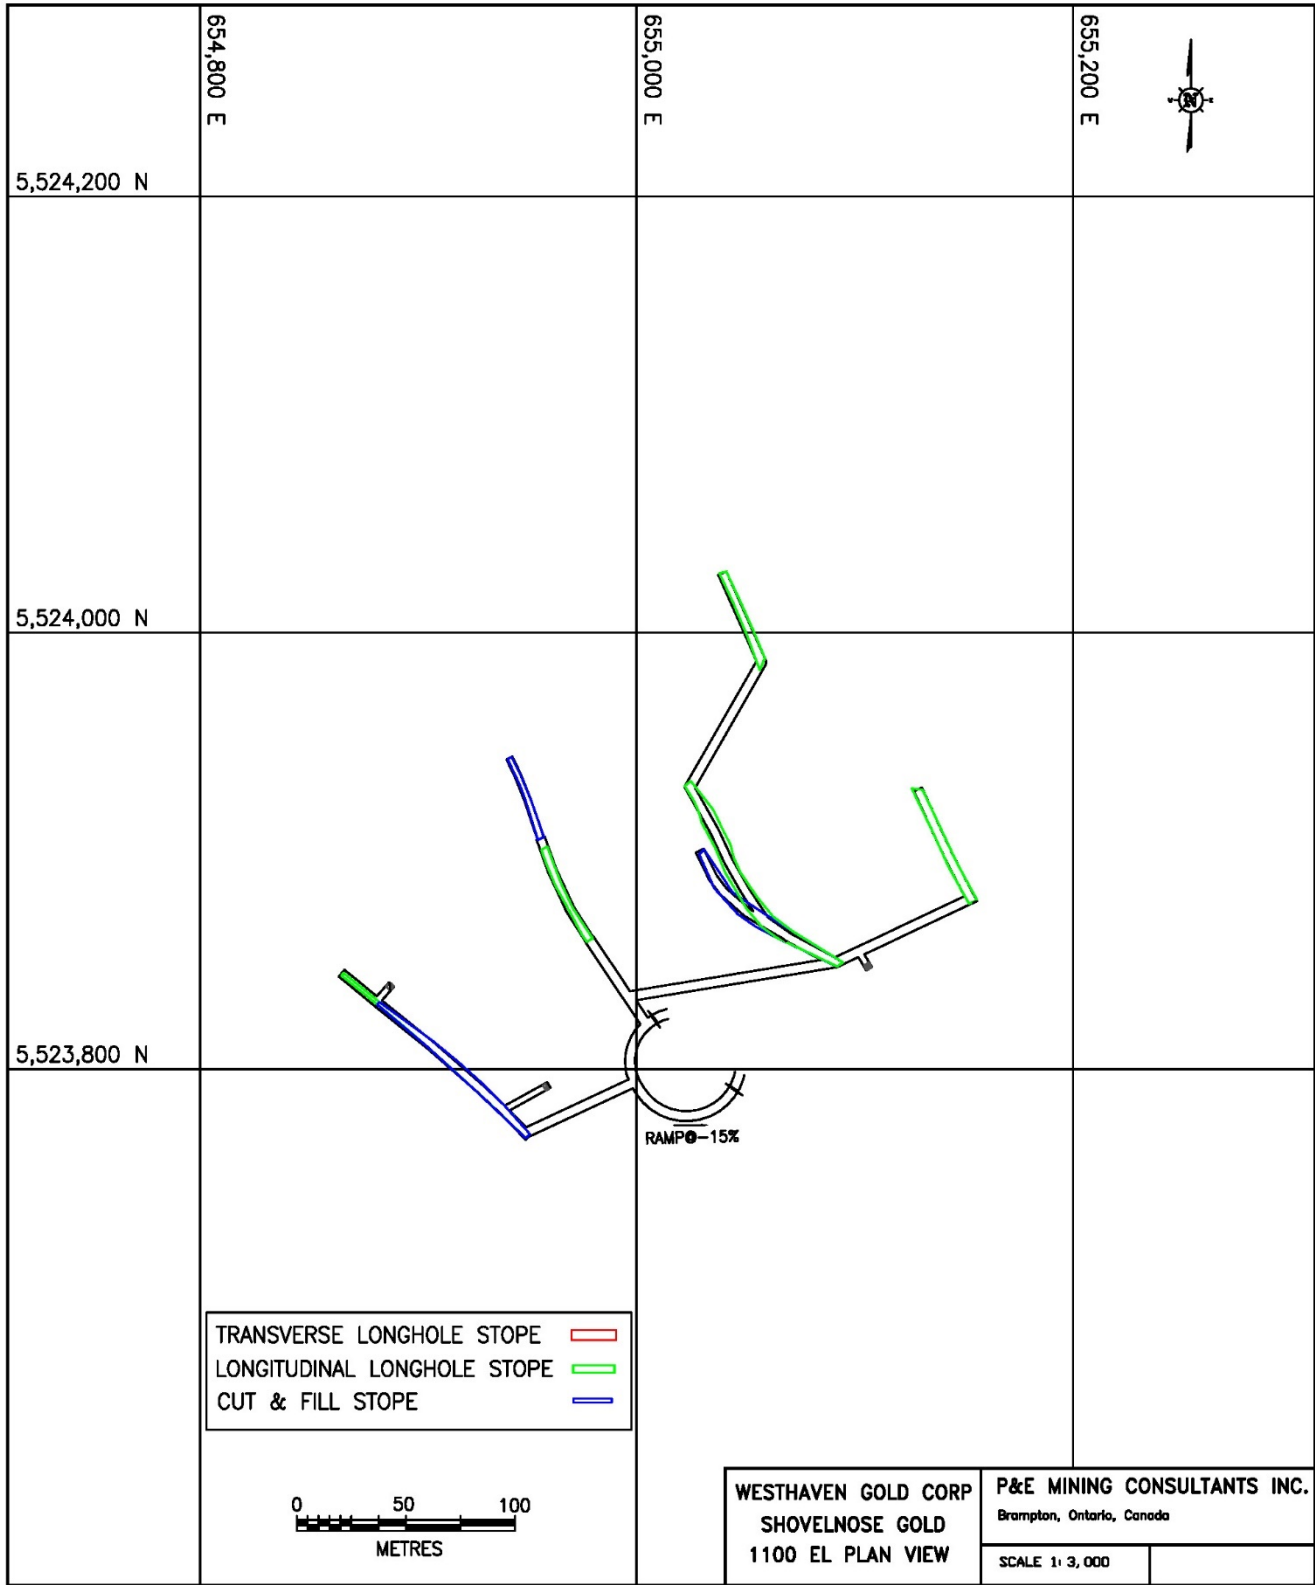 654,800 E
655,000 E
655,200 E
N
5,524,200 N
5,524,000 N
5,523,800 N
RAMP@-15%
TRANSVERSE LONGHOLE STOPE
LONGITUDINAL LONGHOLE STOPE
CUT & FILL STOPE
0 50 100
METRES
WESTHAVEN GOLD CORP
SHOVELNOSE GOLD
1100 EL PLAN VIEW
P&E MINING CONSULTANTS INC.
Brampton, Ontario, Canada
SCALE 1: 3,000